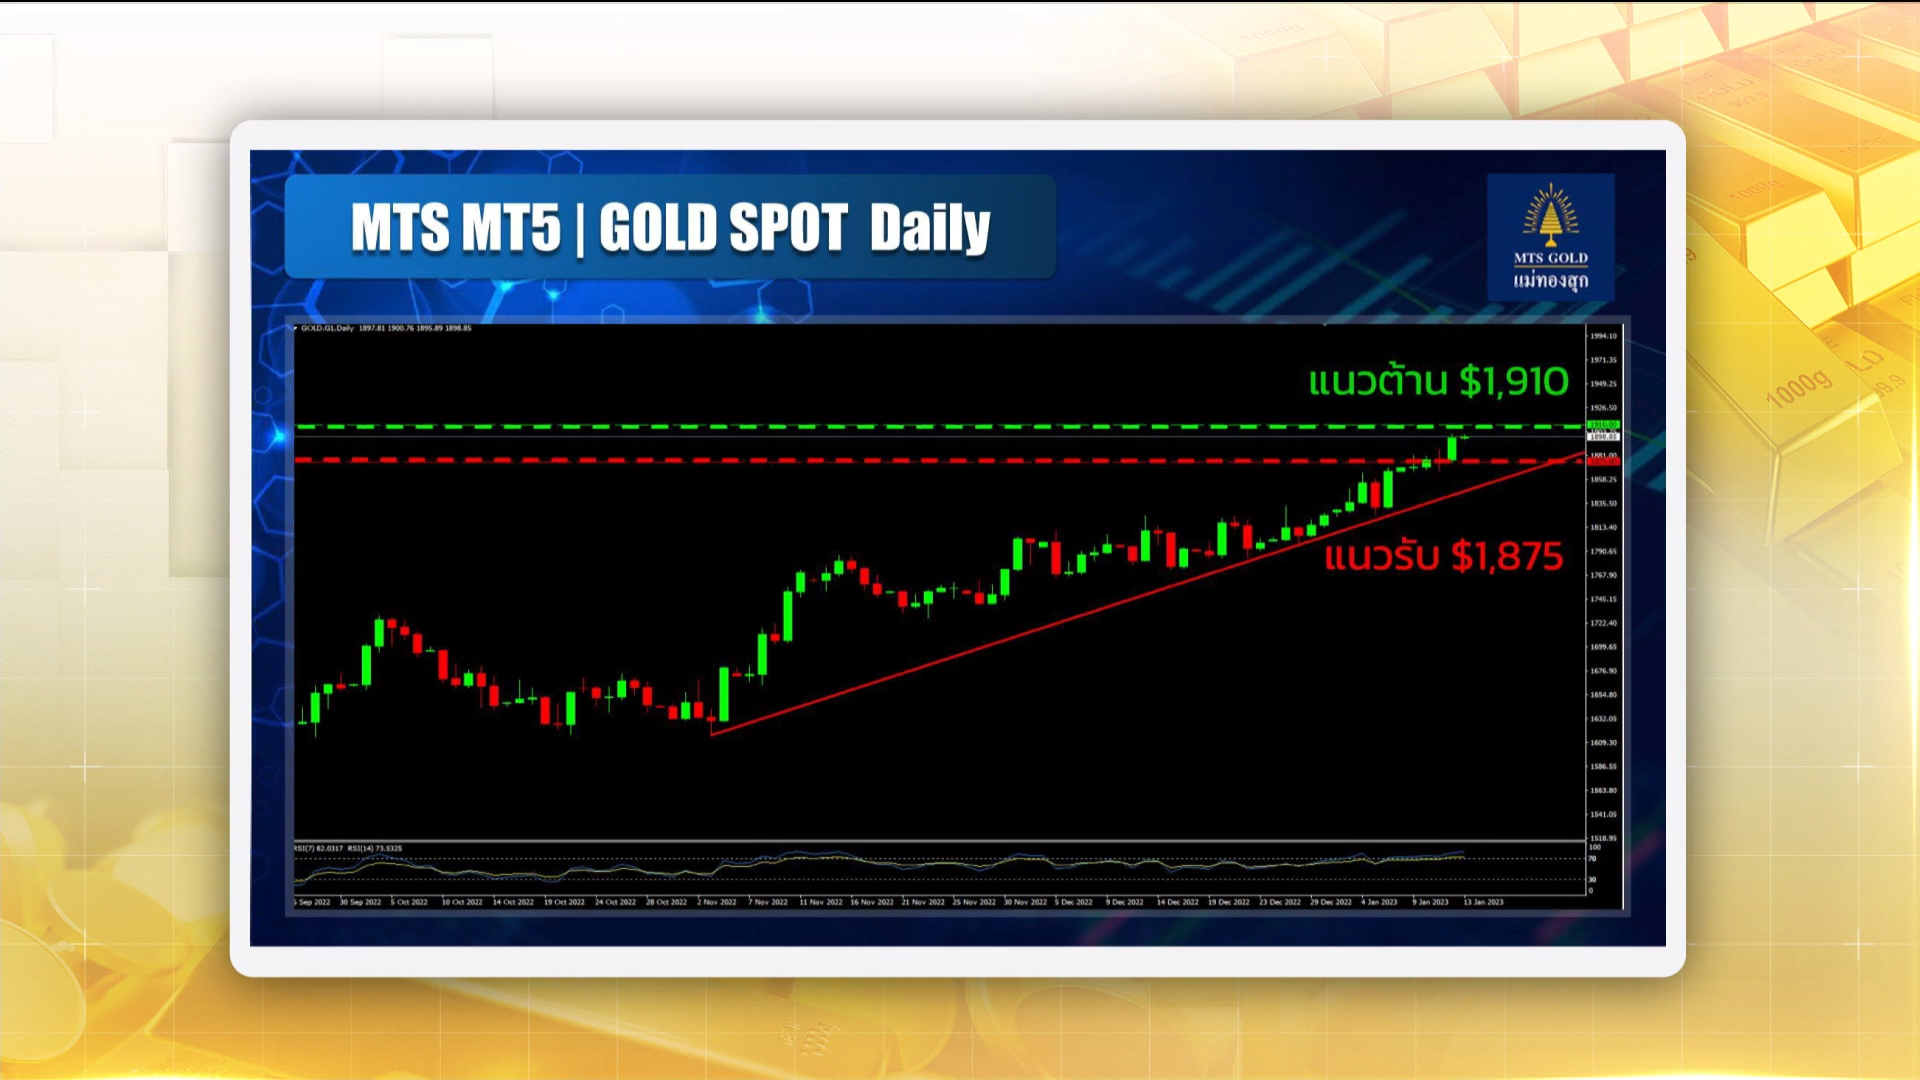 MTS MT5 | GOLD SPOT Daily
MTS GOLD
แม่ทองสุก
GOLD.G1,Daily 1897.81 1900.76 1895.89 1898.85
แนวต้าน $1,910
แนวรับ $1,875
1994.10
1971.35
1949.25
1926.50
1910.00
1898.85
1881.00
1858.25
1835.50
1813.40
1790.65
1767.90
1745.15
1722.40
1699.65
1676.90
1654.80
1632.05
1609.30
1586.55
1563.80
1541.05
1518.95
RSI(7) 82.0317 RSI(14) 73.5325
100
70
30
0
Sep 2022 30 Sep 2022 5 Oct 2022 10 Oct 2022 14 Oct 2022 19 Oct 2022 24 Oct 2022 28 Oct 2022 2 Nov 2022 7 Nov 2022 11 Nov 2022 16 Nov 2022 21 Nov 2022 25 Nov 2022 30 Nov 2022 5 Dec 2022 9 Dec 2022 14 Dec 2022 19 Dec 2022 23 Dec 2022 29 Dec 2022 4 Jan 2023 9 Jan 2023 13 Jan 2023
1000g
1000g